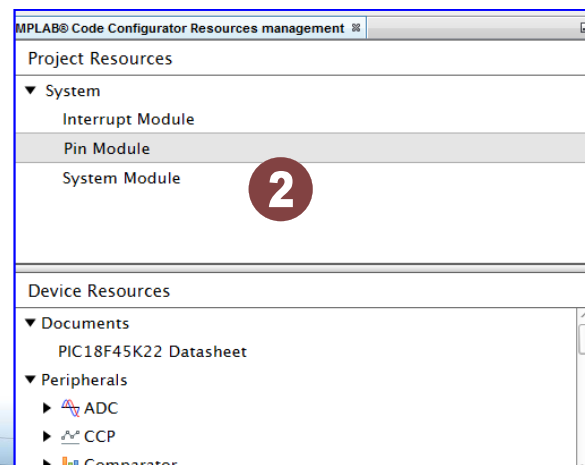 MPLAB® Code Configurator Resources management
Project Resources
System
Interrupt Module
Pin Module
System Module
2
Device Resources
Documents
PIC18F45K22 Datasheet
Peripherals
ADC
CCP
Comparator